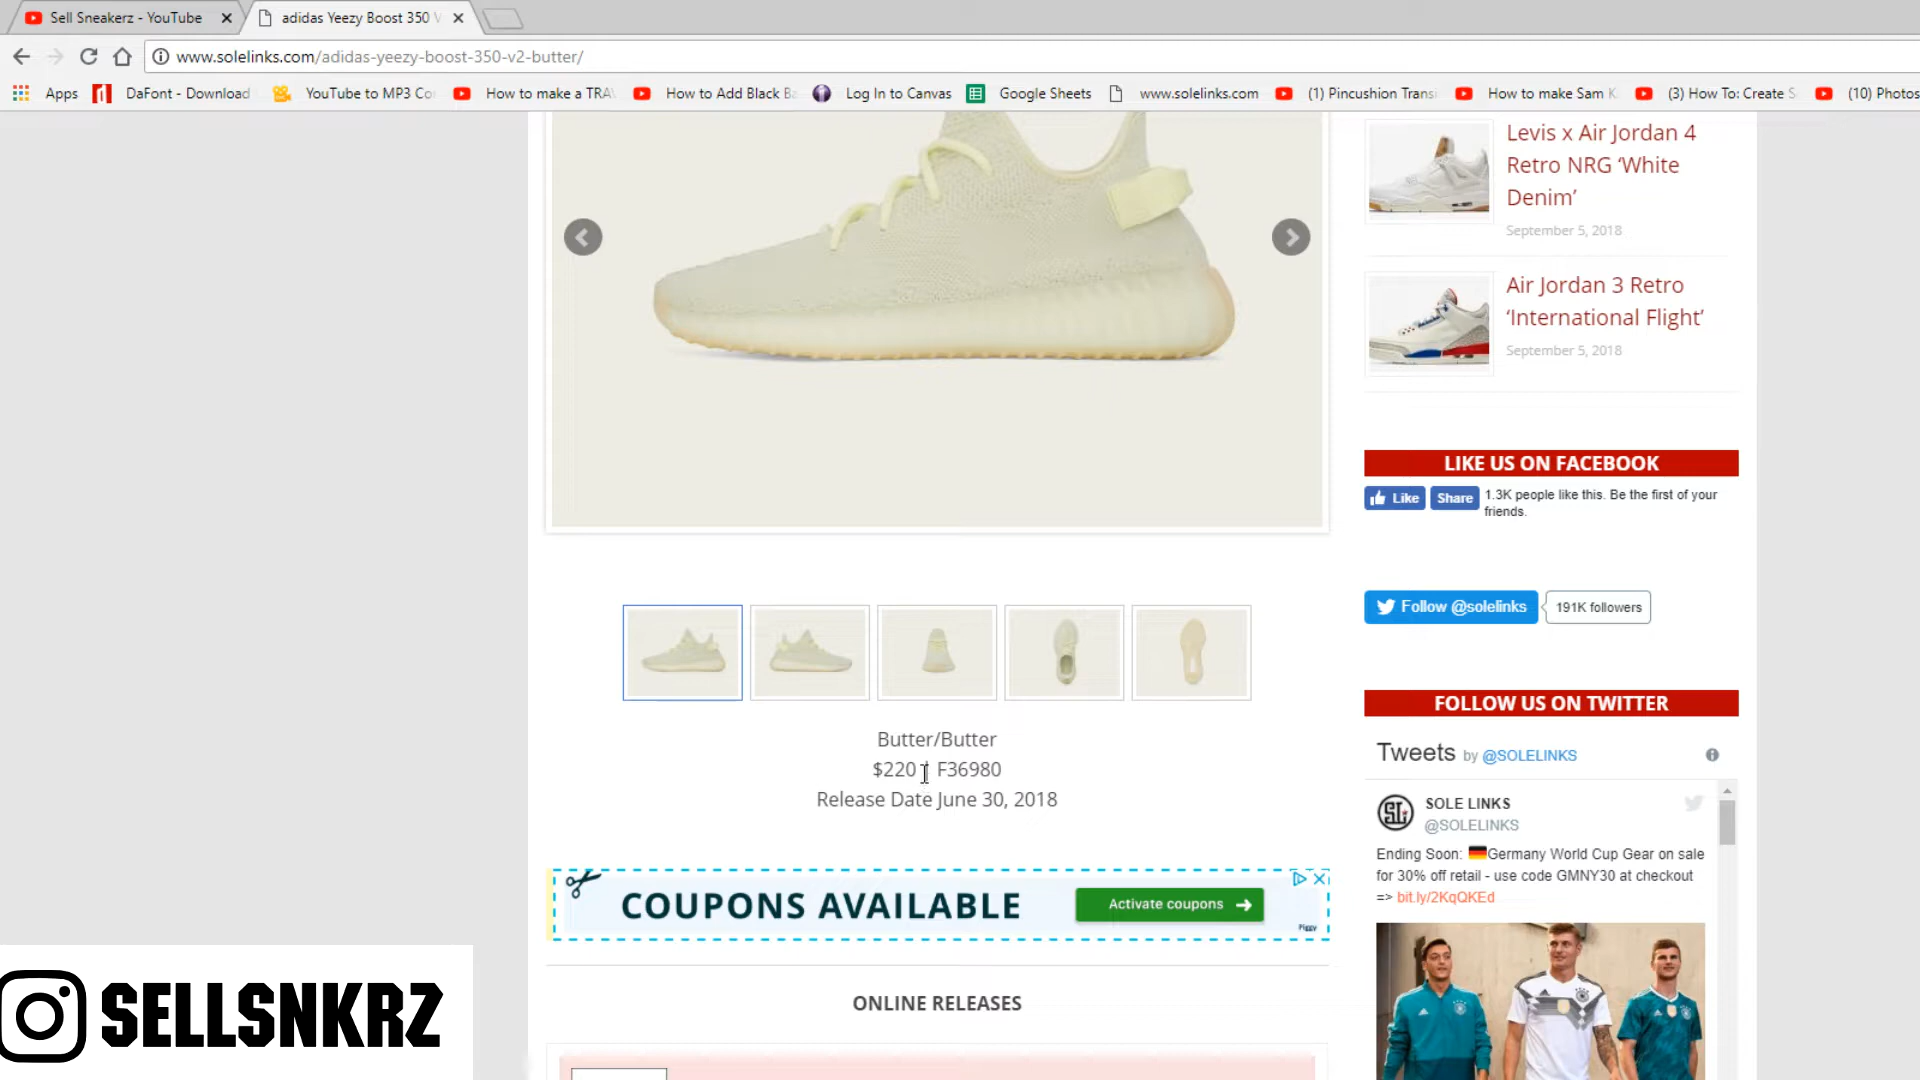 Sell Sneakerz - YouTube
adidas Yeezy Boost 350 V
www.solelinks.com/adidas-yeezy-boost-350-v2-butter/
Apps
DaFont - Download
YouTube to MP3 Co
How to make a TRA
How to Add Black B
Log In to Canvas
Google Sheets
www.solelinks.com
(1) Pincushion Trans
How to make Sam K
(3) How To: Create S
(10) Photos
Levis x Air Jordan 4
Retro NRG ‘White
Denim’
September 5, 2018
Air Jordan 3 Retro
‘International Flight’
September 5, 2018
LIKE US ON FACEBOOK
Like
Share
1.3K people like this. Be the first of your
friends.
Follow @solelinks
191K followers
Butter/Butter
$220 | F36980
Release Date June 30, 2018
FOLLOW US ON TWITTER
Tweets by @SOLELINKS
SOLE LINKS
@SOLELINKS
Ending Soon: Germany World Cup Gear on sale
for 30% off retail - use code GMNY30 at checkout
=> bit.ly/2KqQKEd
COUPONS AVAILABLE
Activate coupons
Piggy
ONLINE RELEASES
SELLSNKRZ